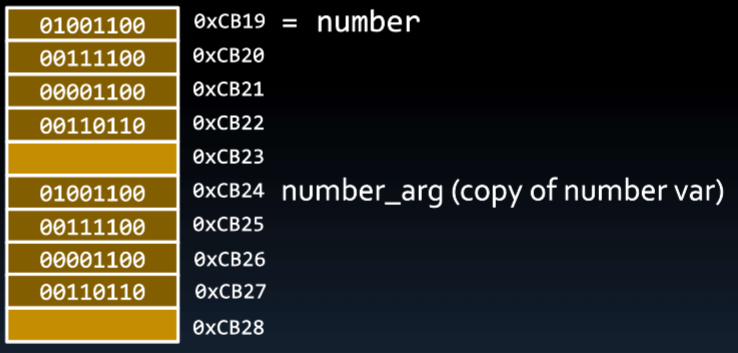 01001100 0xCB19 = number
00111100 0xCB20
00001100 0xCB21
00110110 0xCB22
0xCB23
01001100 0xCB24 number_arg (copy of number var)
00111100 0xCB25
00001100 0xCB26
00110110 0xCB27
0xCB28